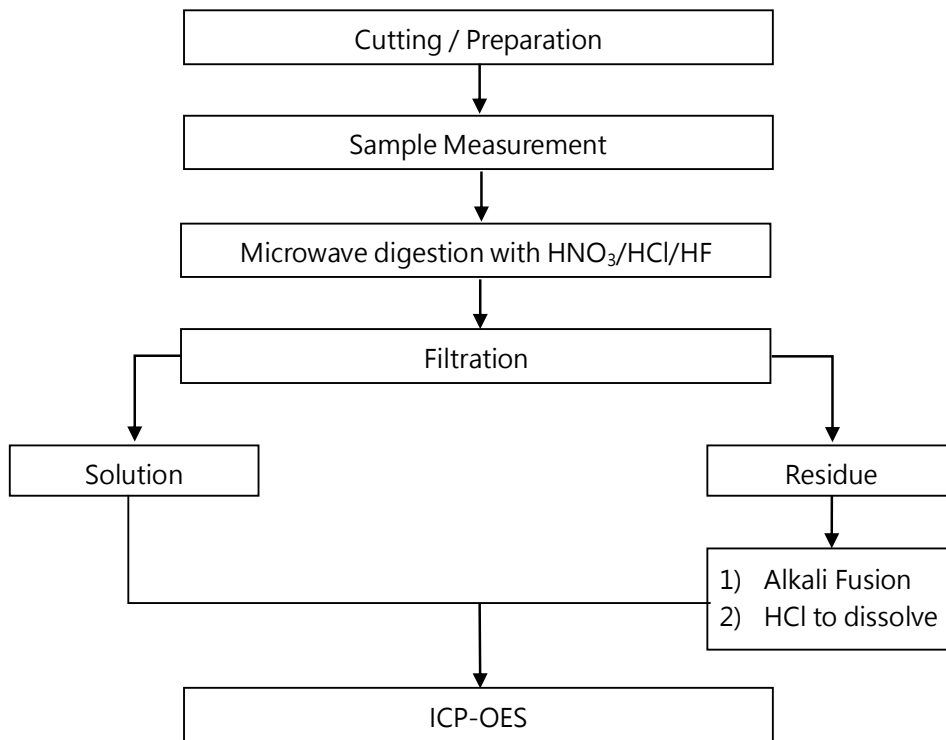 Cutting / Preparation
Sample Measurement
Microwave digestion with HNO₃/HCl/HF
Filtration
Solution
Residue
1) Alkali Fusion
2) HCl to dissolve
ICP-OES